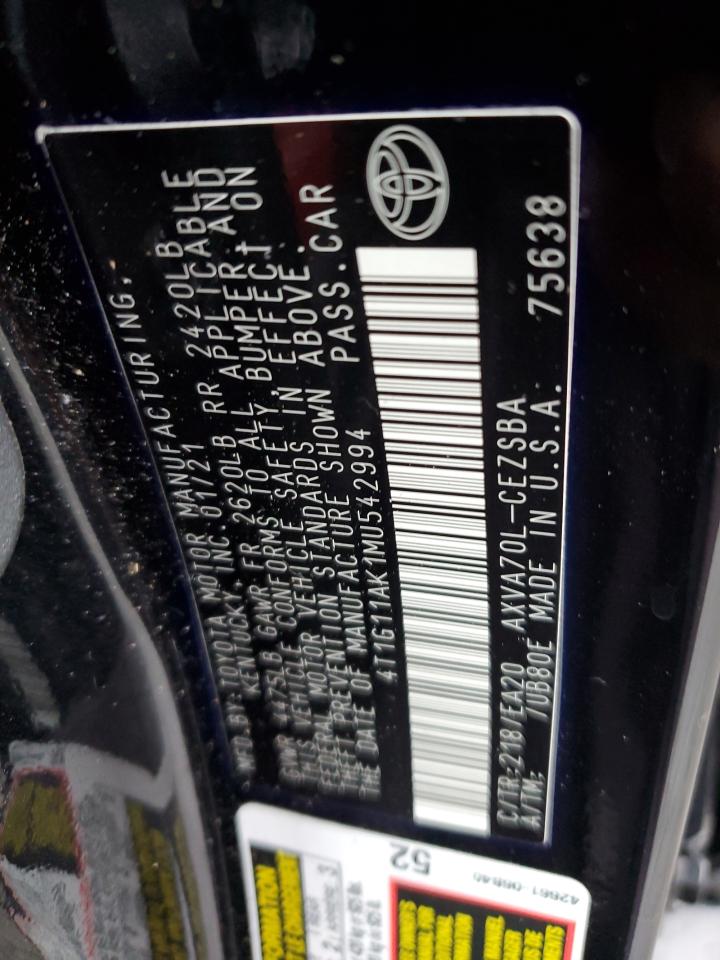 MFD.BY:TOYOTA MOTOR MANUFACTURING,
KENTUCKY, INC. 01/21
GVWR 4475LB GAWR FR 2620LB RR 2420LB
THIS VEHICLE CONFORMS TO ALL APPLICABLE
FEDERAL MOTOR VEHICLE SAFETY, BUMPER, AND
THEFT PREVENTION STANDARDS IN EFFECT ON
THE DATE OF MANUFACTURE SHOWN ABOVE.
4T1G11AK1MU542994 PASS.CAR
C/TR:218/EA20 AXVA70L-CEZSBA
A/TM: /UB80E MADE IN U.S.A. 75638
52
42661-06B40